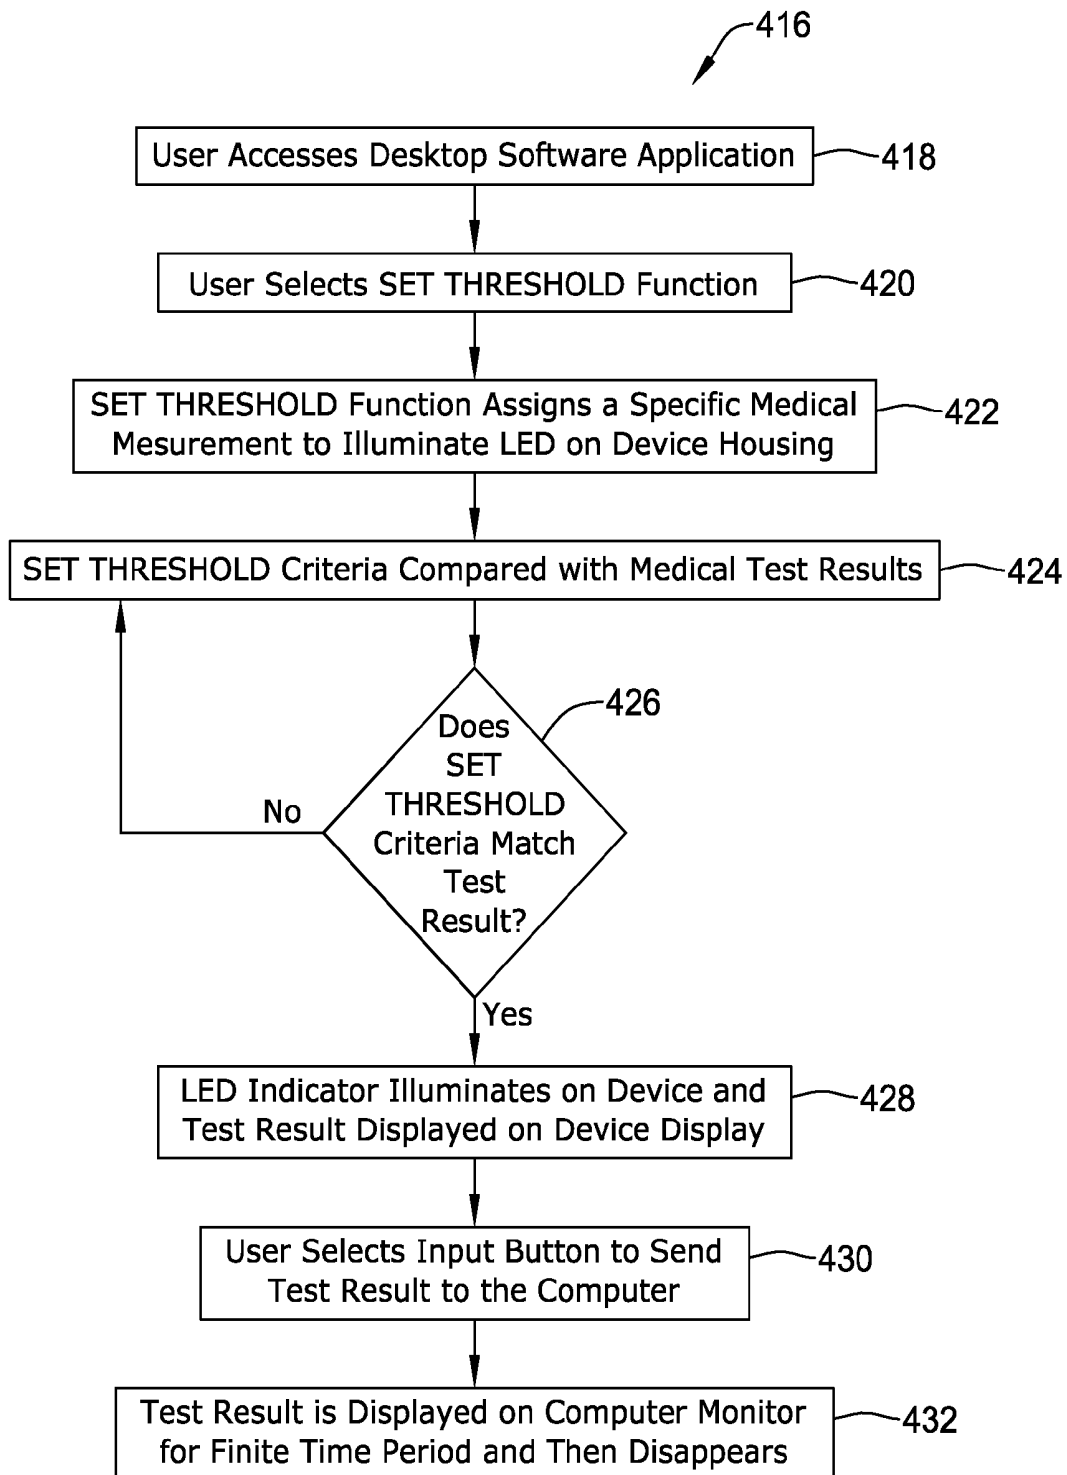 416
User Accesses Desktop Software Application
418
User Selects SET THRESHOLD Function
420
SET THRESHOLD Function Assigns a Specific Medical
Mesurement to Illuminate LED on Device Housing
422
SET THRESHOLD Criteria Compared with Medical Test Results
424
426
Does
SET
THRESHOLD
Criteria Match
Test
Result?
No
Yes
LED Indicator Illuminates on Device and
Test Result Displayed on Device Display
428
User Selects Input Button to Send
Test Result to the Computer
430
Test Result is Displayed on Computer Monitor
for Finite Time Period and Then Disappears
432